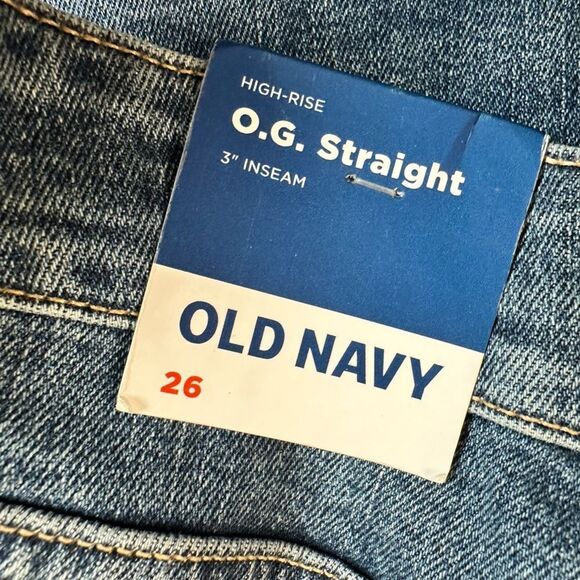 HIGH-RISE
O.G. Straight
3" INSEAM
OLD NAVY
26